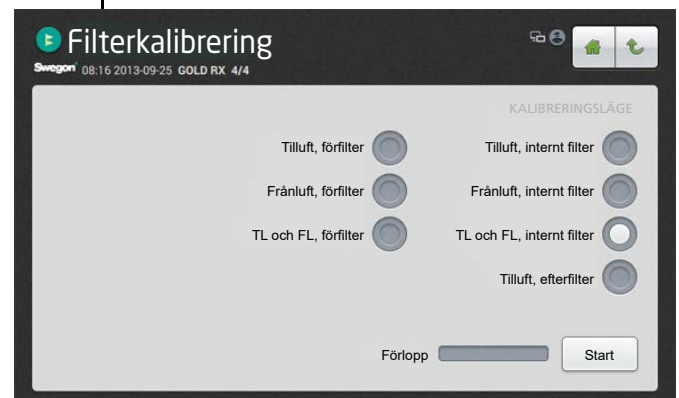 Filterkalibrering
Swegon 08:16 2013-09-25 GOLD RX 4/4
KALIBRERINGSLÄGE
Tilluft, förfilter Tilluft, internt filter
Frånluft, förfilter Frånluft, internt filter
TL och FL, förfilter TL och FL, internt filter
Tilluft, efterfilter
Förlopp Start